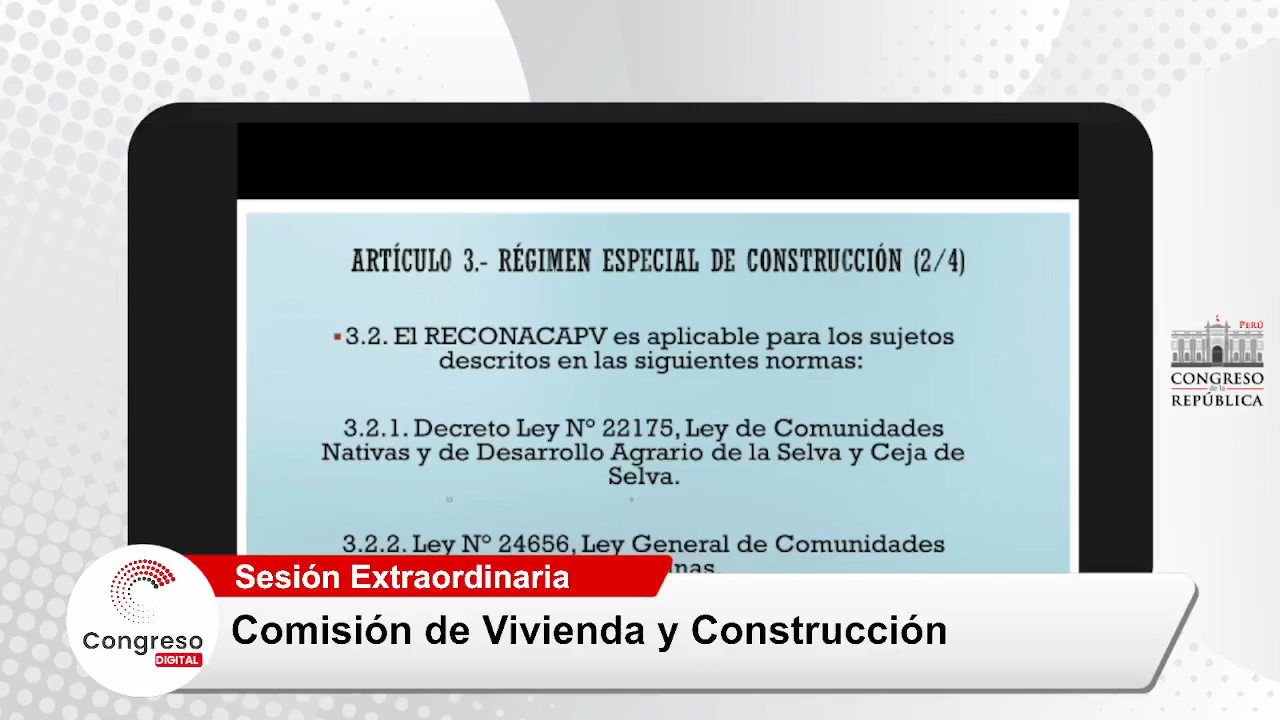 ARTÍCULO 3.- RÉGIMEN ESPECIAL DE CONSTRUCCIÓN (2/4)
▪3.2. El RECONACAPV es aplicable para los sujetos
descritos en las siguientes normas:
3.2.1. Decreto Ley N° 22175, Ley de Comunidades
Nativas y de Desarrollo Agrario de la Selva y Ceja de
Selva.
3.2.2. Ley N° 24656, Ley General de Comunidades
PERÚ
CONGRESO
de la
REPÚBLICA
Sesión Extraordinaria
Comisión de Vivienda y Construcción
Congreso
DIGITAL